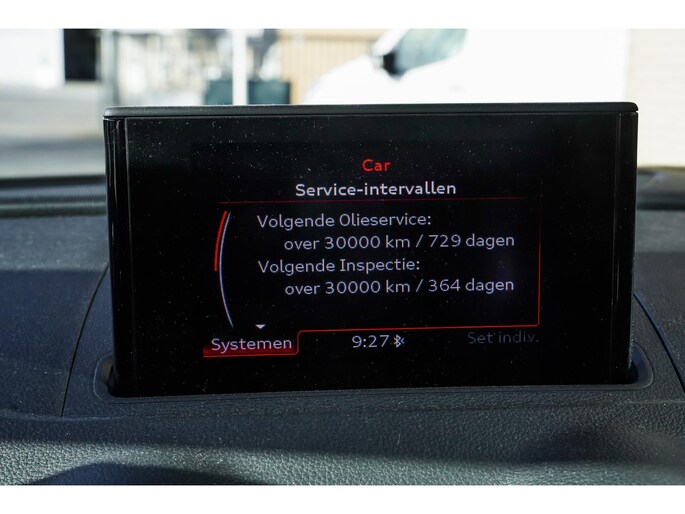 Car
Service-intervallen
Volgende Olieservice:
over 30000 km / 729 dagen
Volgende Inspectie:
over 30000 km / 364 dagen
Systemen 9:27 Set indiv.